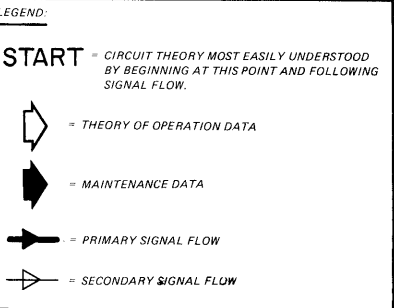 LEGEND:
START = CIRCUIT THEORY MOST EASILY UNDERSTOOD
BY BEGINNING AT THIS POINT AND FOLLOWING
SIGNAL FLOW.
= THEORY OF OPERATION DATA
= MAINTENANCE DATA
= PRIMARY SIGNAL FLOW
= SECONDARY SIGNAL FLOW